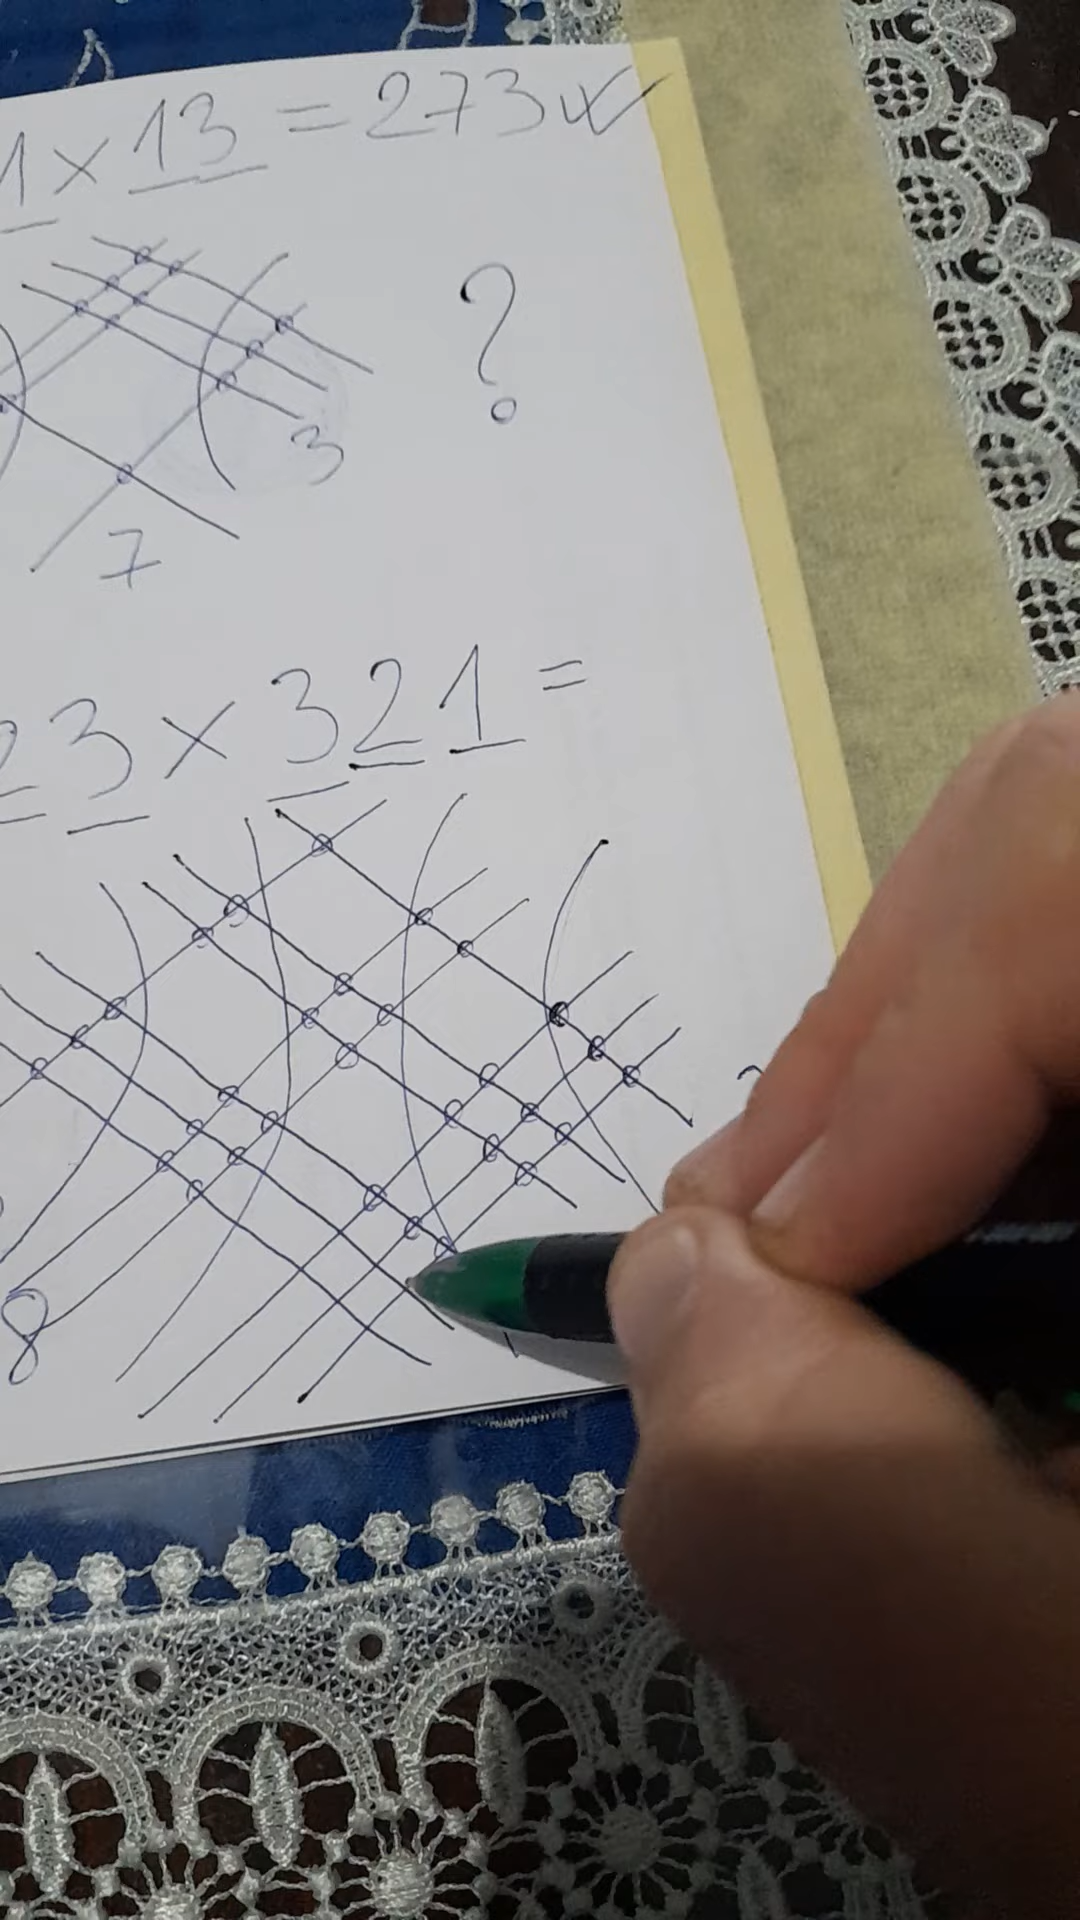 1 × 13 = 273
?
3
7
23 × 321 =
8